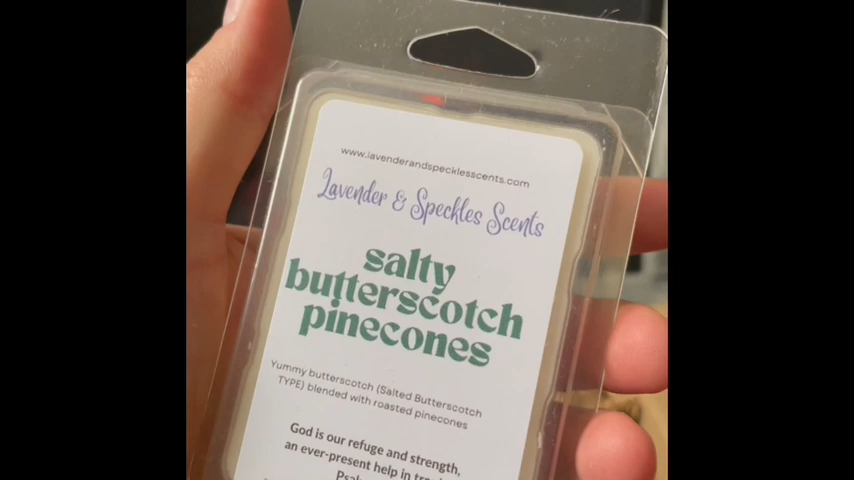 www.lavenderandspecklesscents.com
Lavender & Speckles Scents
salty
butterscotch
pinecones
Yummy butterscotch (Salted Butterscotch
TYPE) blended with roasted pinecones
God is our refuge and strength,
an ever-present help in